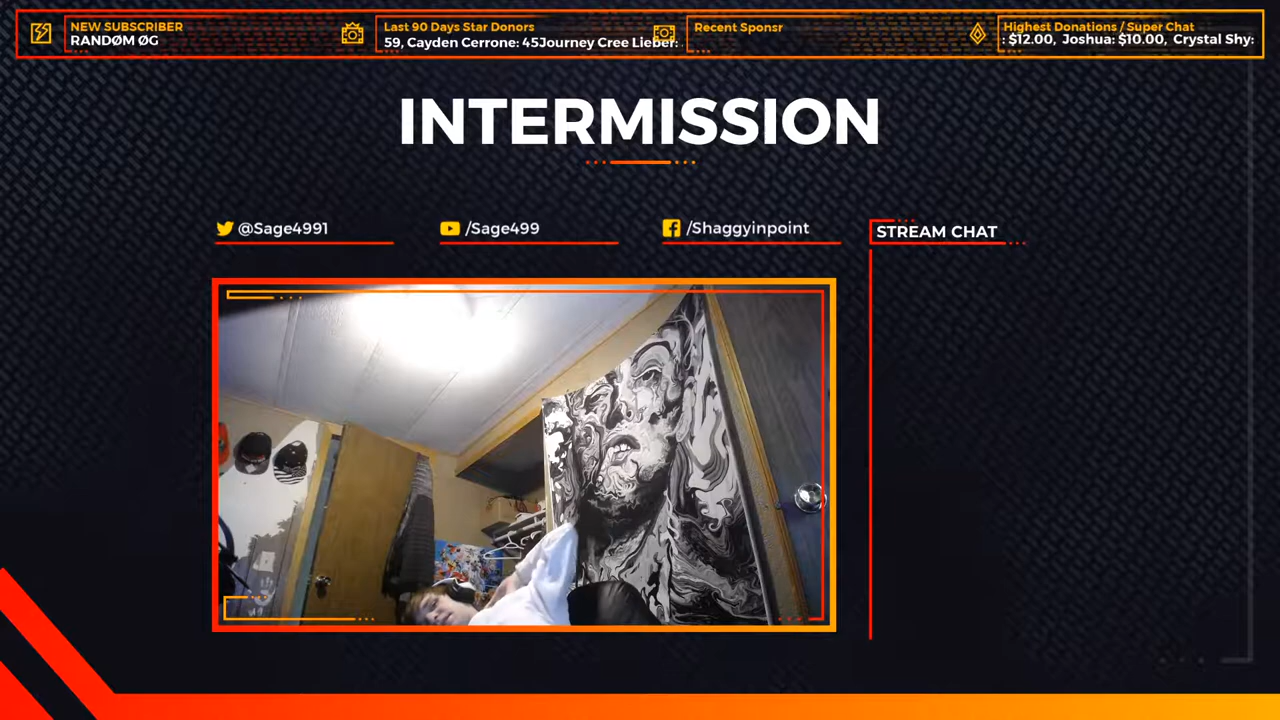 NEW SUBSCRIBER
RANDØM ØG
Last 90 Days Star Donors
59, Cayden Cerrone: 45Journey Cree Lieber:
Recent Sponsr
Highest Donations / Super Chat
: $12.00, Joshua: $10.00, Crystal Shy:
INTERMISSION
@Sage4991
/Sage499
/Shaggyinpoint
STREAM CHAT